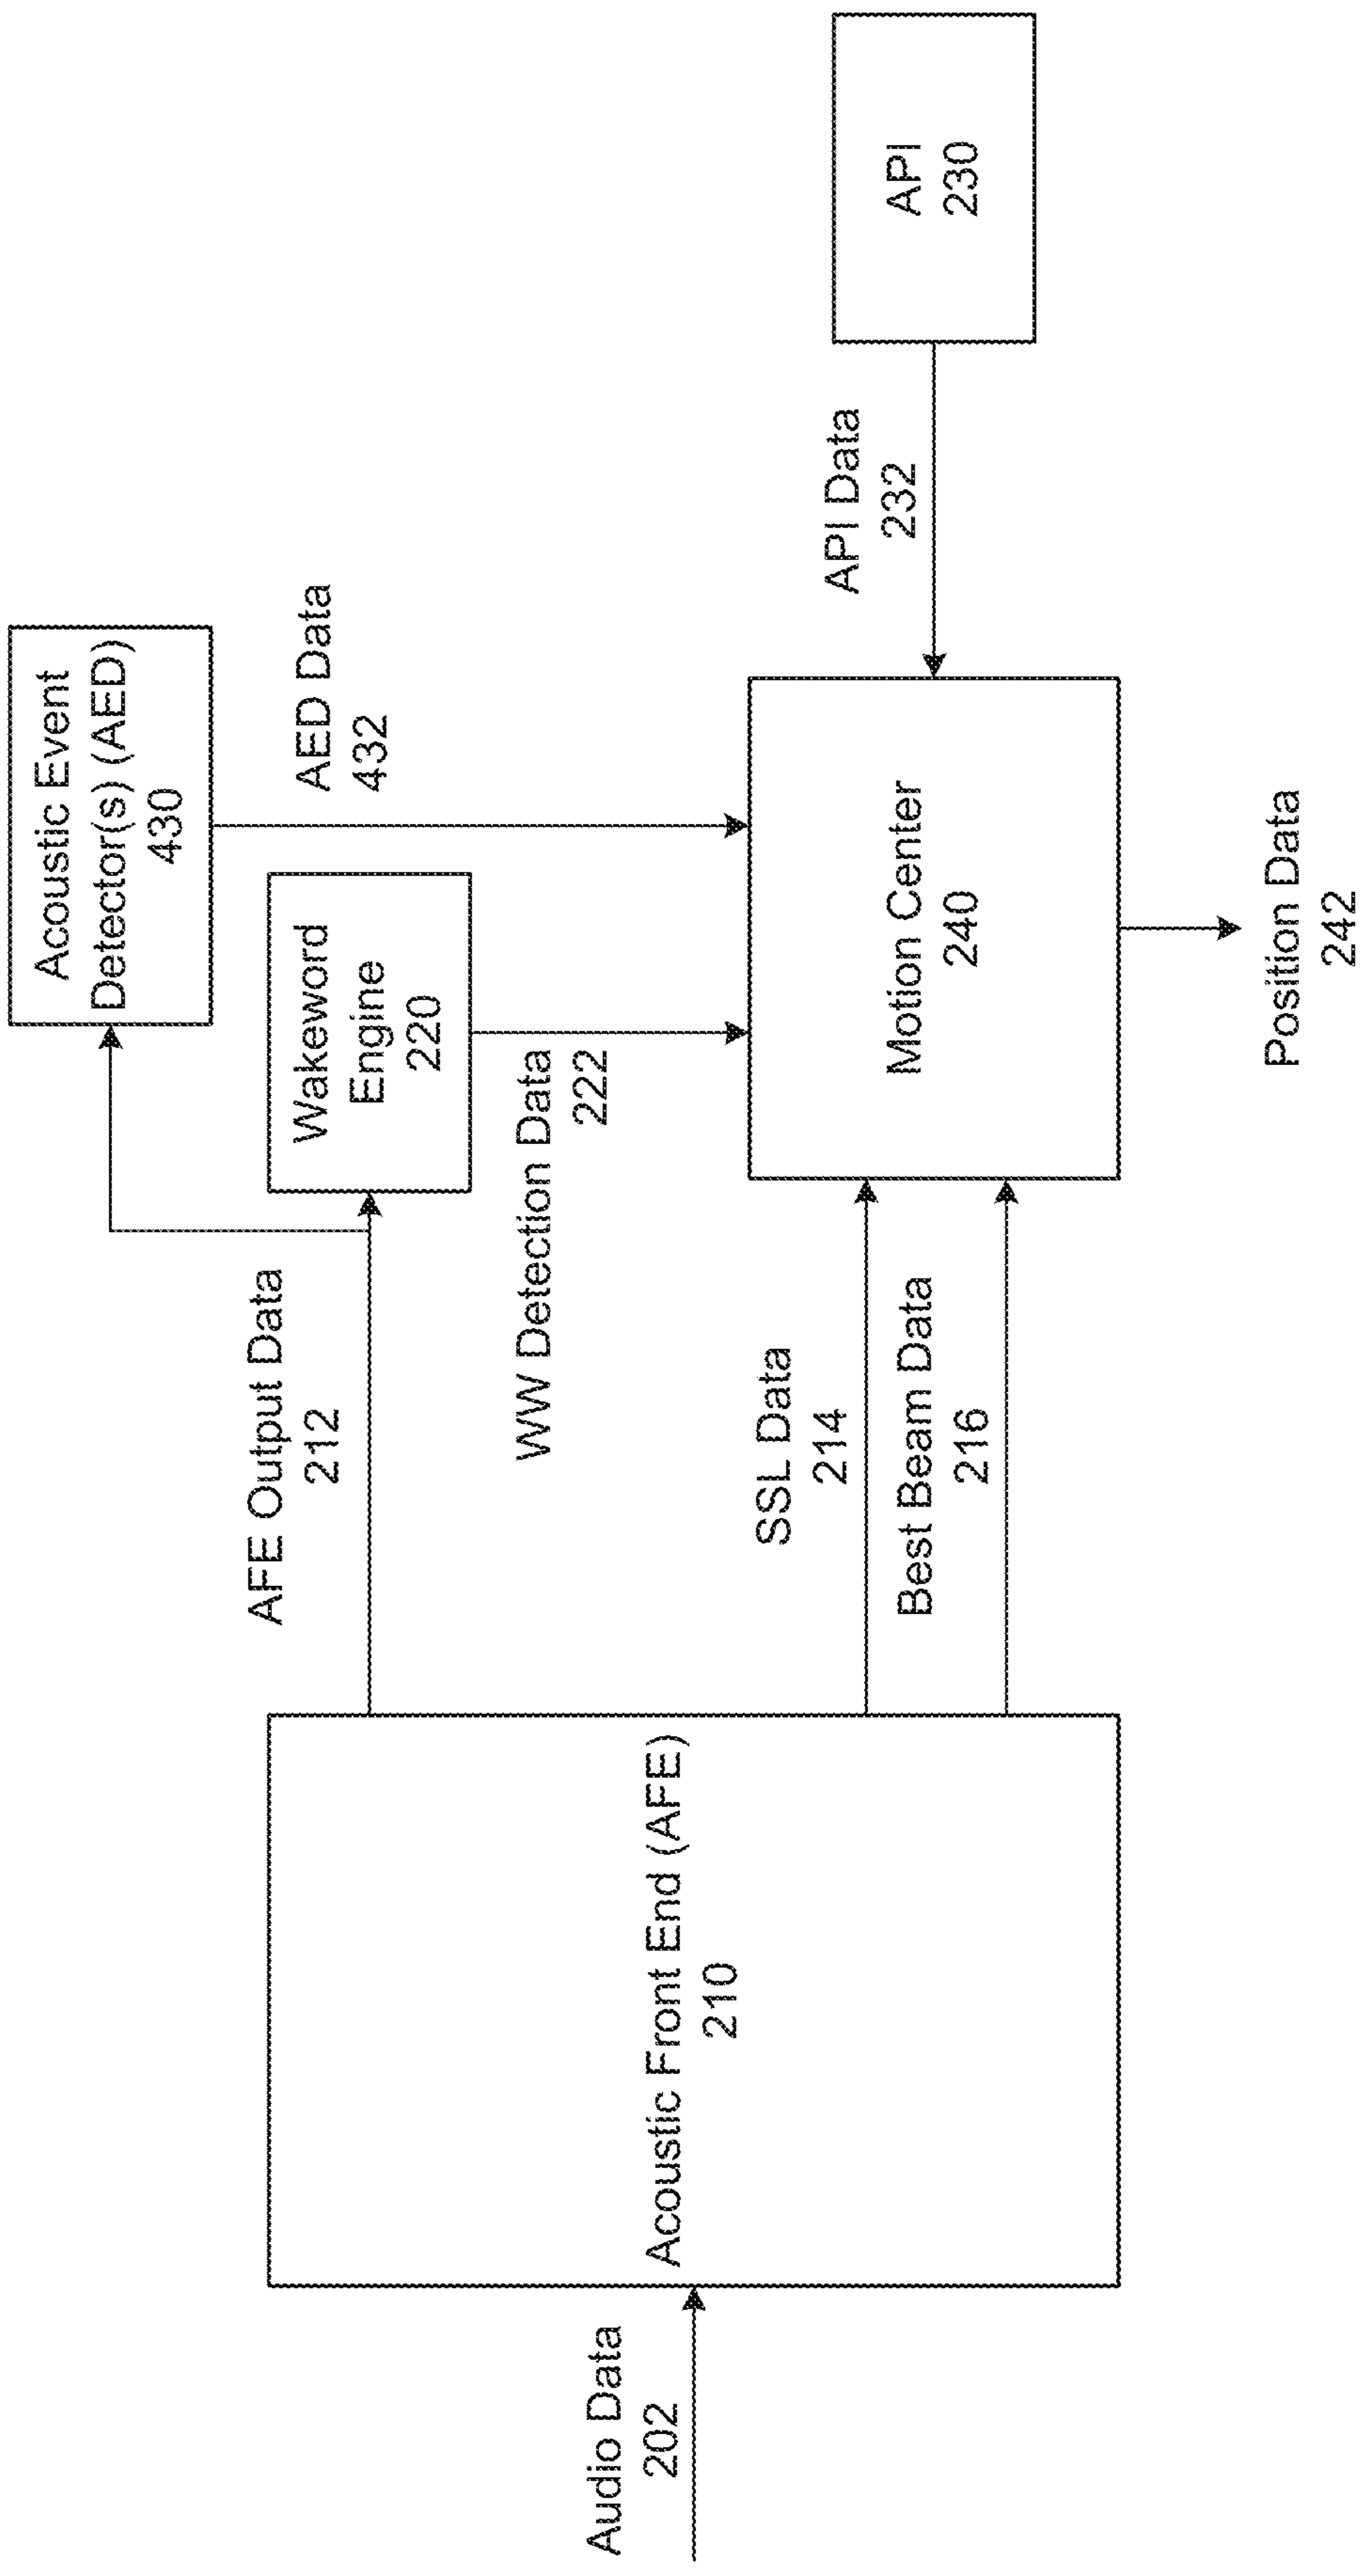 Acoustic Event
Detector(s) (AED)
430
AFE Output Data
212
Wakeword
Engine
220
AED Data
432
WW Detection Data
222
Audio Data
202
Acoustic Front End (AFE)
210
SSL Data
214
Best Beam Data
216
Motion Center
240
API Data
232
API
230
Position Data
242